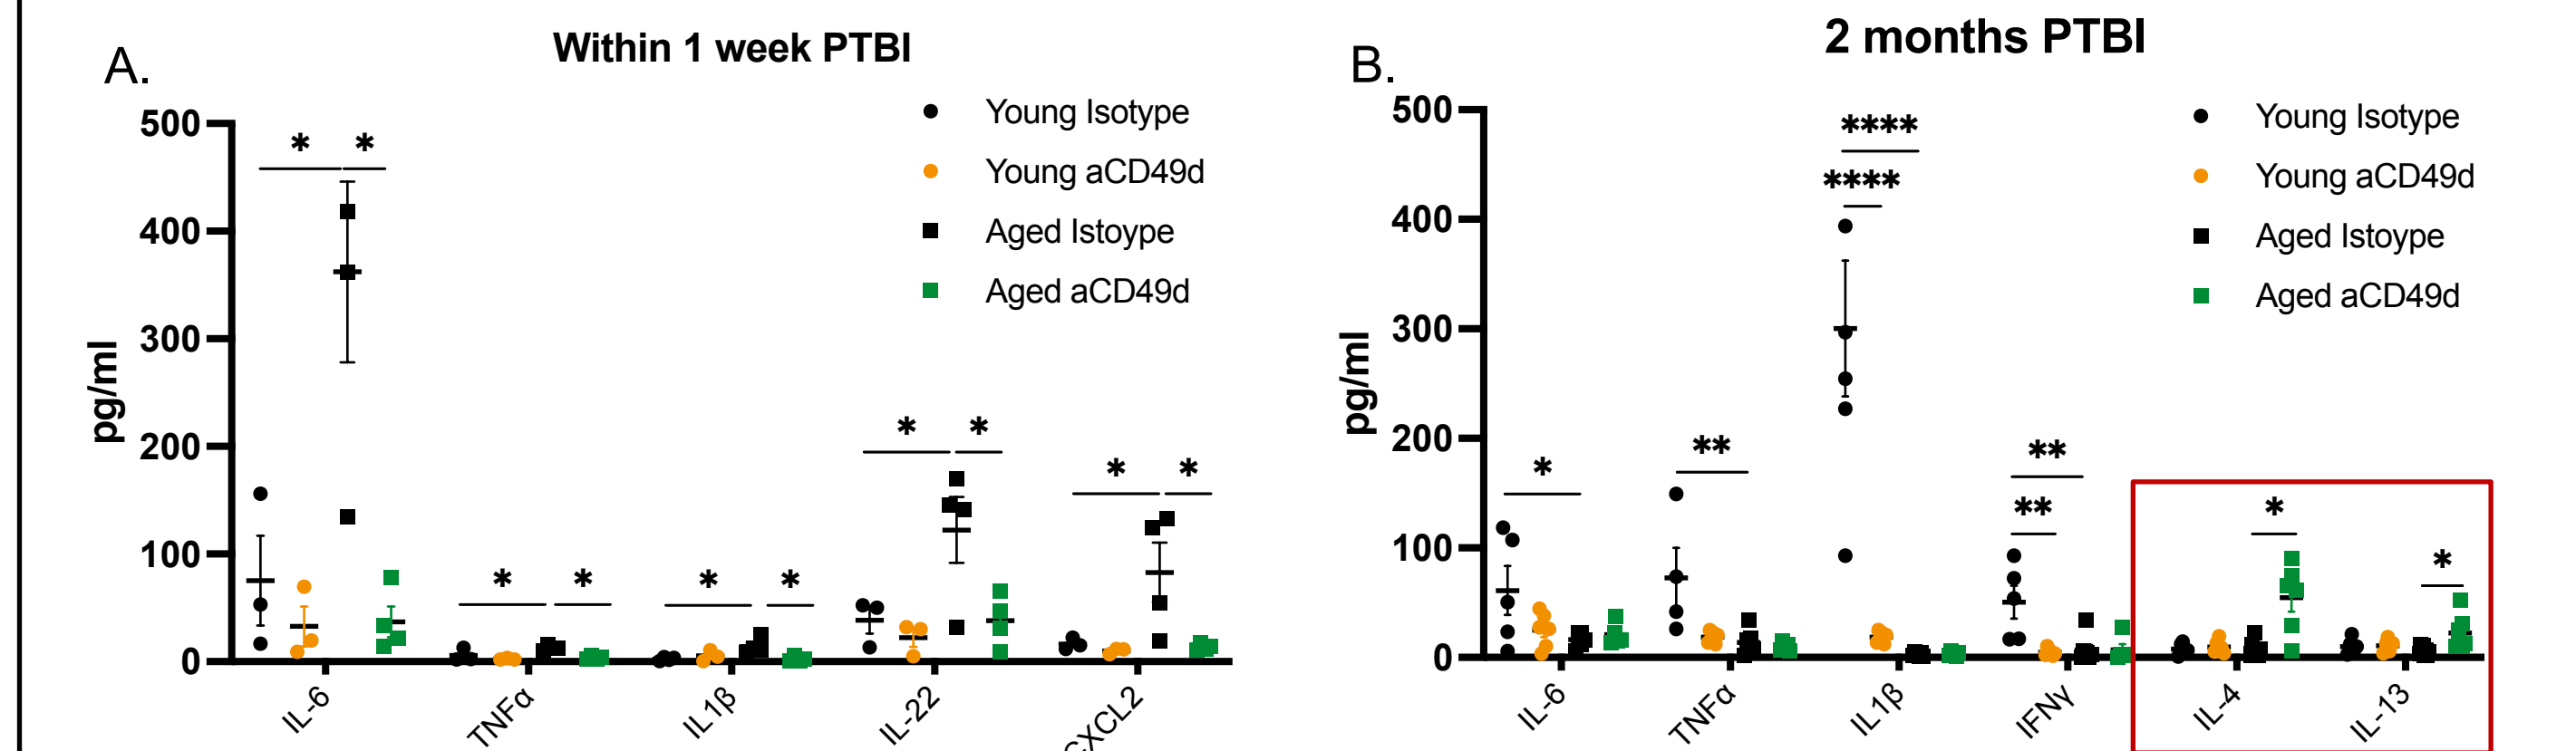 A.
Within 1 week PTBI
pg/ml
500
400
300
200
100
0
* *
* *
* *
* *
* *
Young Isotype
Young aCD49d
Aged Istoype
Aged aCD49d
IL-6
TNFα
IL1β
IL-22
CXCL2
B.
2 months PTBI
pg/ml
500
400
300
200
100
0
*
**
****
****
**
**
*
*
Young Isotype
Young aCD49d
Aged Istoype
Aged aCD49d
IL-6
TNFα
IL1β
IFNγ
IL-4
IL-13